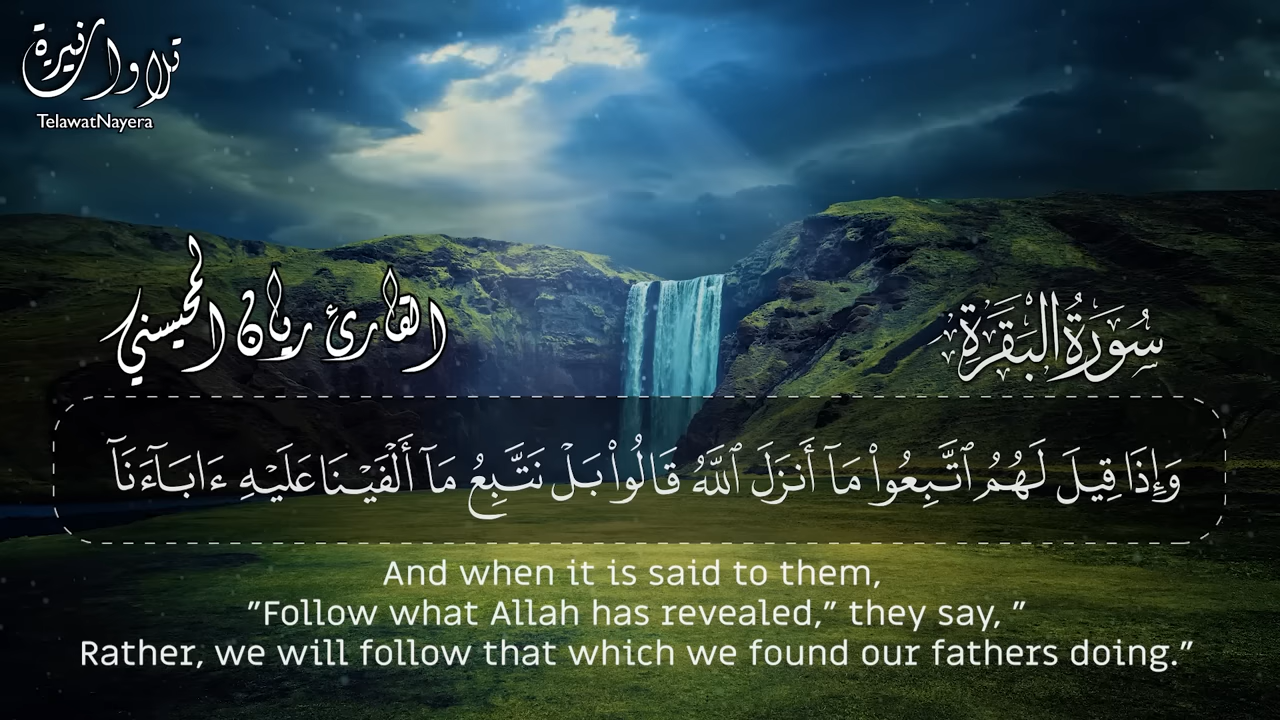 تلاوات نيرة
TelawatNayera
سُورَةُ البَقَرَةِ
القارئ ريان المحيسني
وَإِذَا قِيلَ لَهُمُ ٱتَّبِعُوا۟ مَآ أَنزَلَ ٱللَّهُ قَالُوا۟ بَلْ نَتَّبِعُ مَآ أَلْفَيْنَا عَلَيْهِ ءَابَآءَنَآ
And when it is said to them,
"Follow what Allah has revealed," they say, "
Rather, we will follow that which we found our fathers doing."